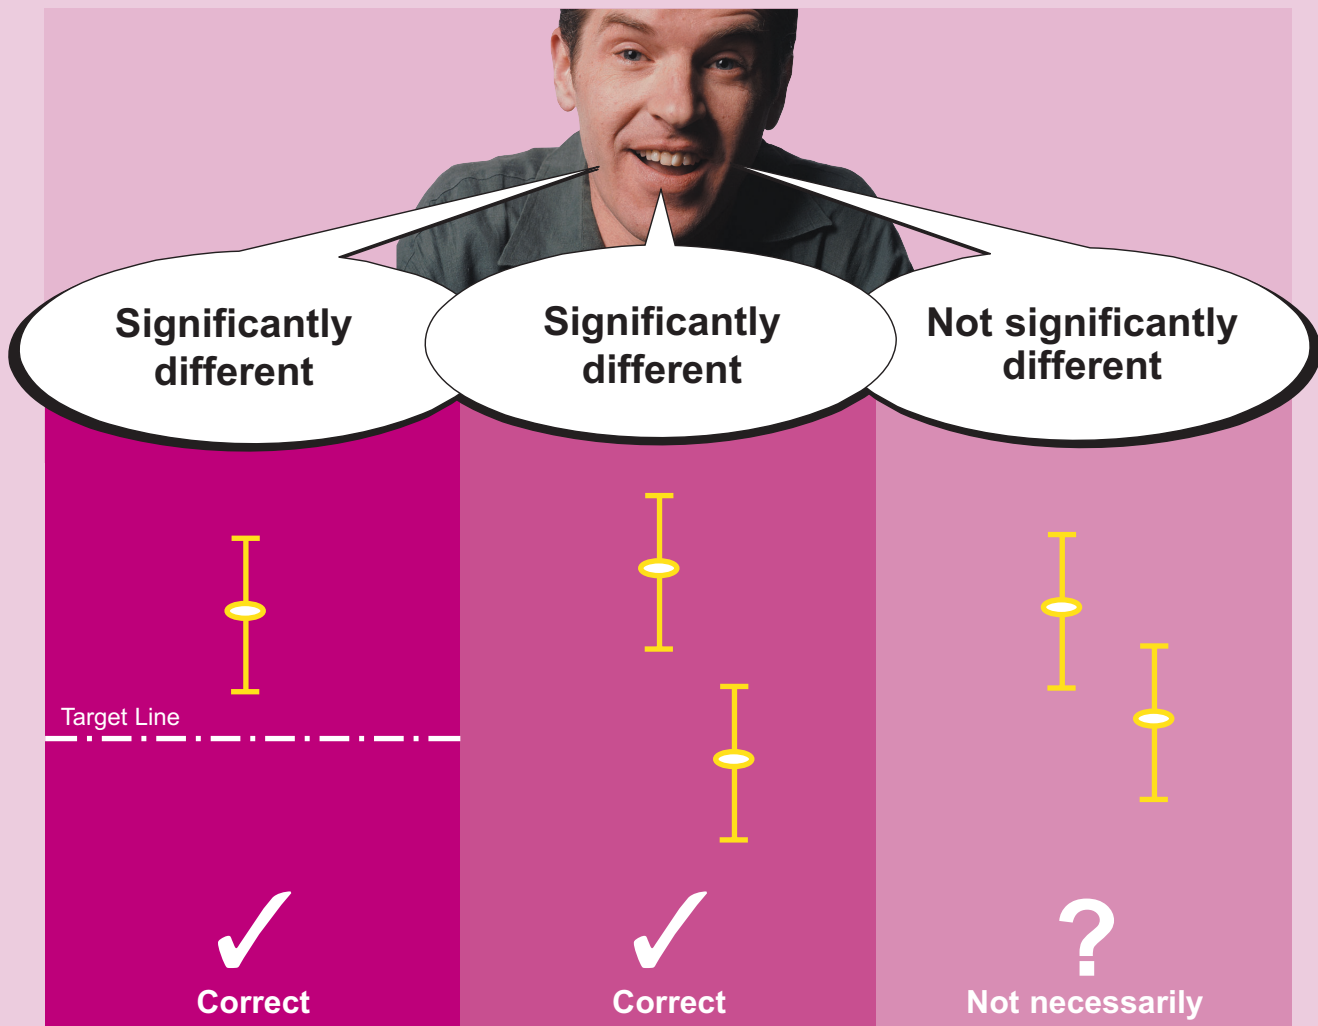 Significantly
different
Significantly
different
Not significantly
different
Target Line
Correct
Correct
?
Not necessarily